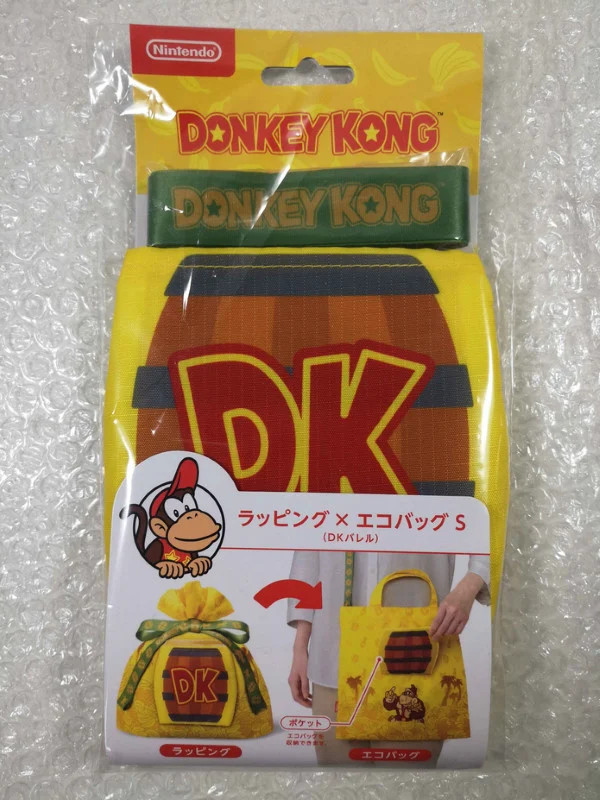 Nintendo
DONKEY KONG™
DONKEY KONG
DK
ラッピング×エコバッグ S
(DKバレル)
DK
ポケット
エコバッグを
収納できます。
ラッピング
エコバッグ